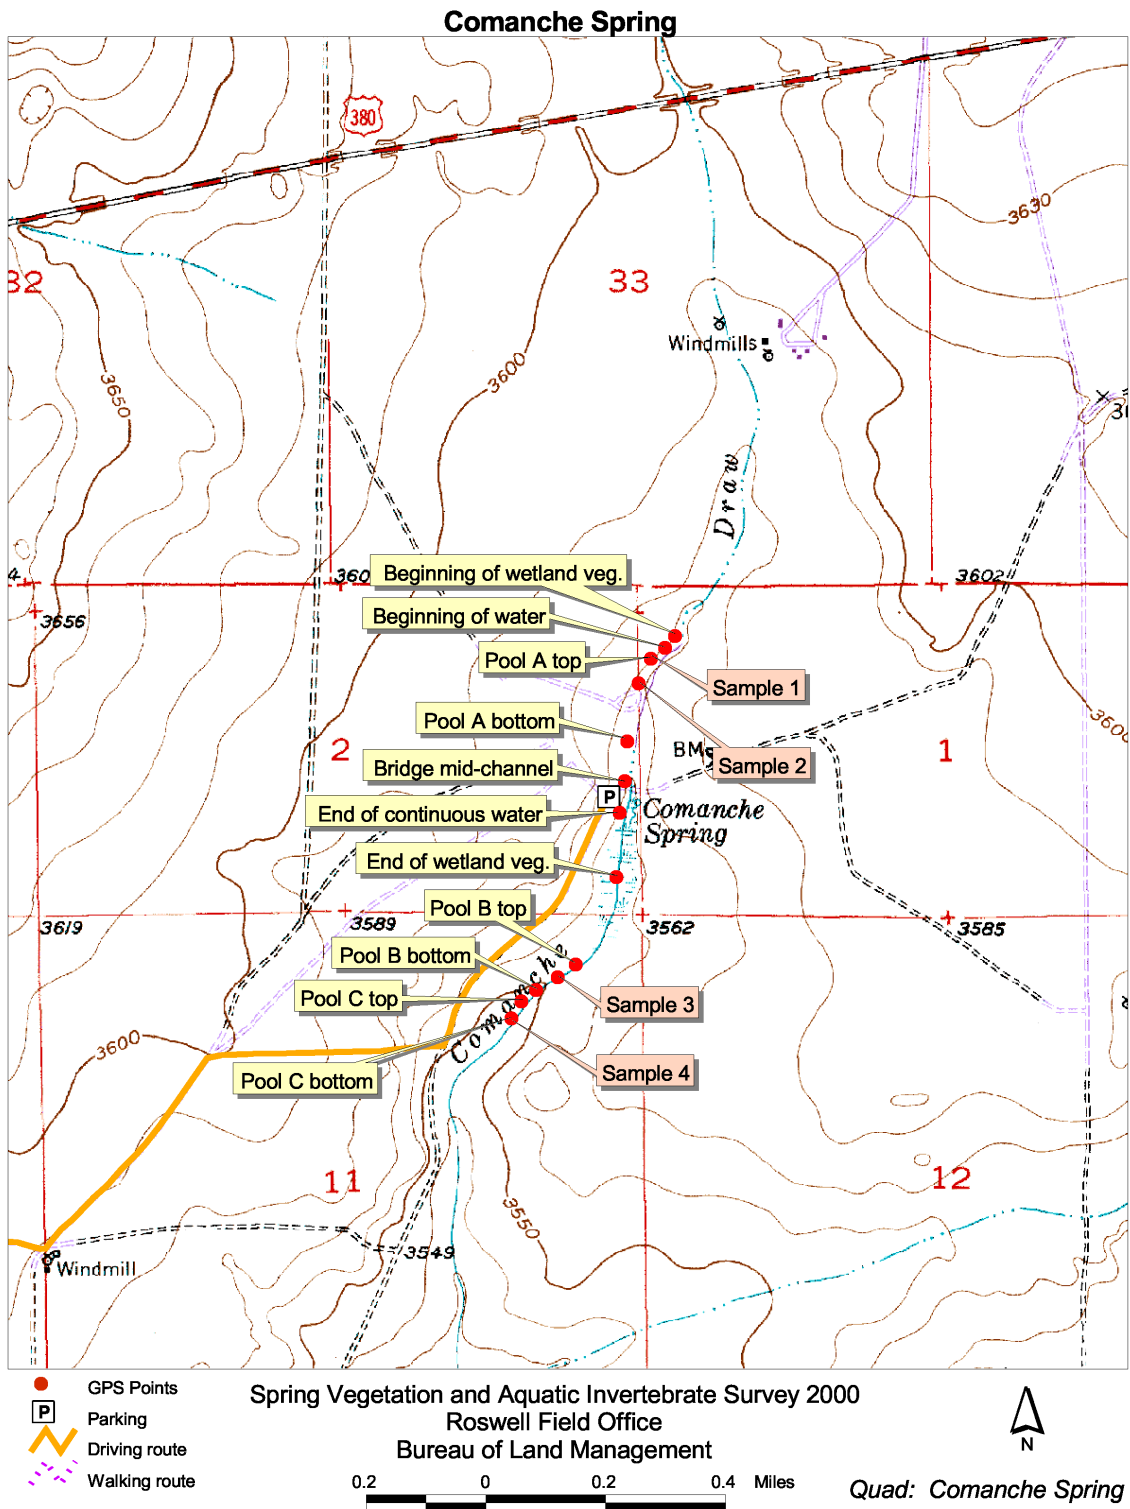 Comanche Spring
380
3630
32
33
Windmills
3650
3600
Draw
3602
360
3656
Beginning of wetland veg.
Beginning of water
Pool A top
Sample 1
Pool A bottom
3600
2
BM
1
Bridge mid-channel
Sample 2
P
Comanche
Spring
End of continuous water
End of wetland veg.
Pool B top
3619
3589
3562
3585
Pool B bottom
Comanche
Pool C top
Sample 3
3600
Pool C bottom
Sample 4
11
12
3550
3549
Windmill
GPS Points
P
Parking
Driving route
Walking route
Spring Vegetation and Aquatic Invertebrate Survey 2000
Roswell Field Office
Bureau of Land Management
0.2 0 0.2 0.4 Miles
N
Quad: Comanche Spring